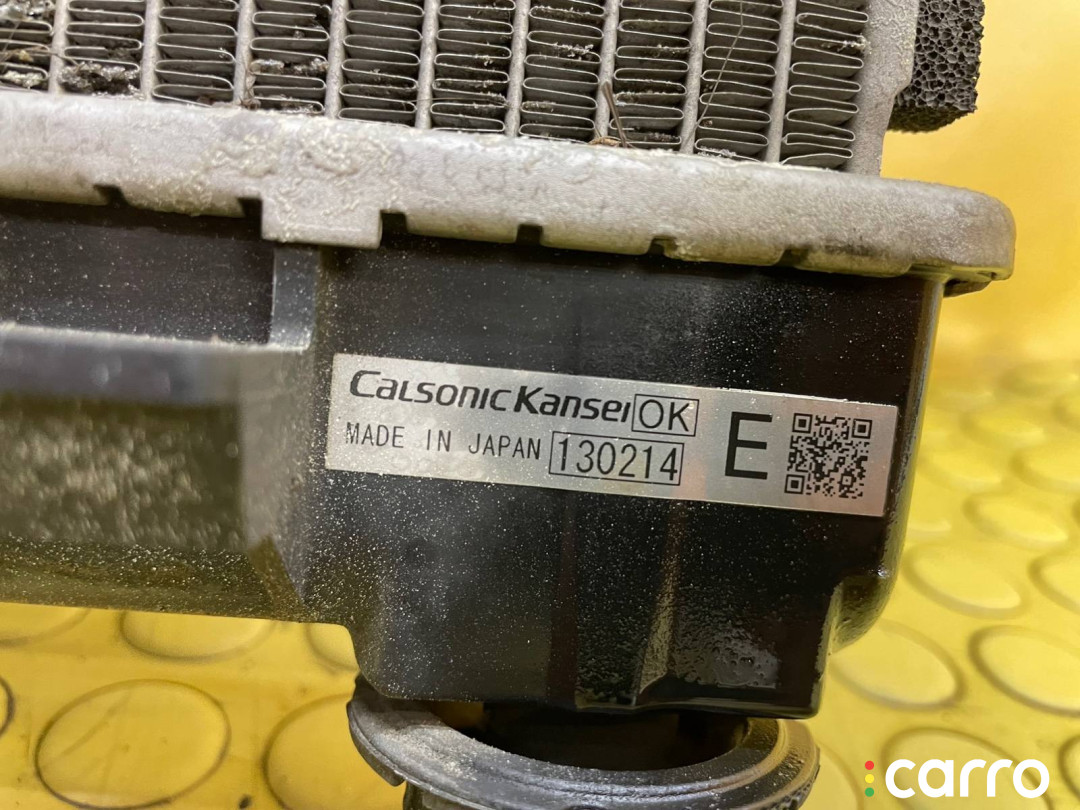 CalsonicKansei OK
MADE IN JAPAN 130214 E
carro